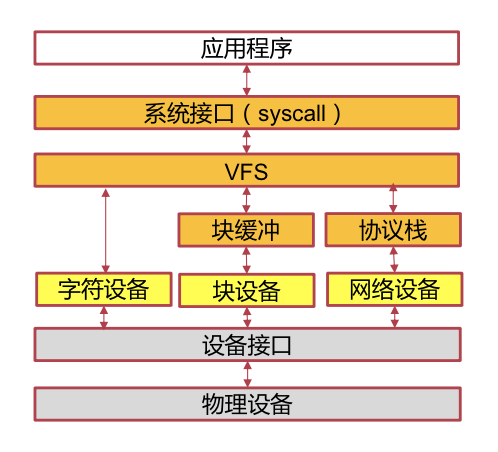 应用程序
系统接口（syscall）
VFS
块缓冲 协议栈
字符设备 块设备 网络设备
设备接口
物理设备